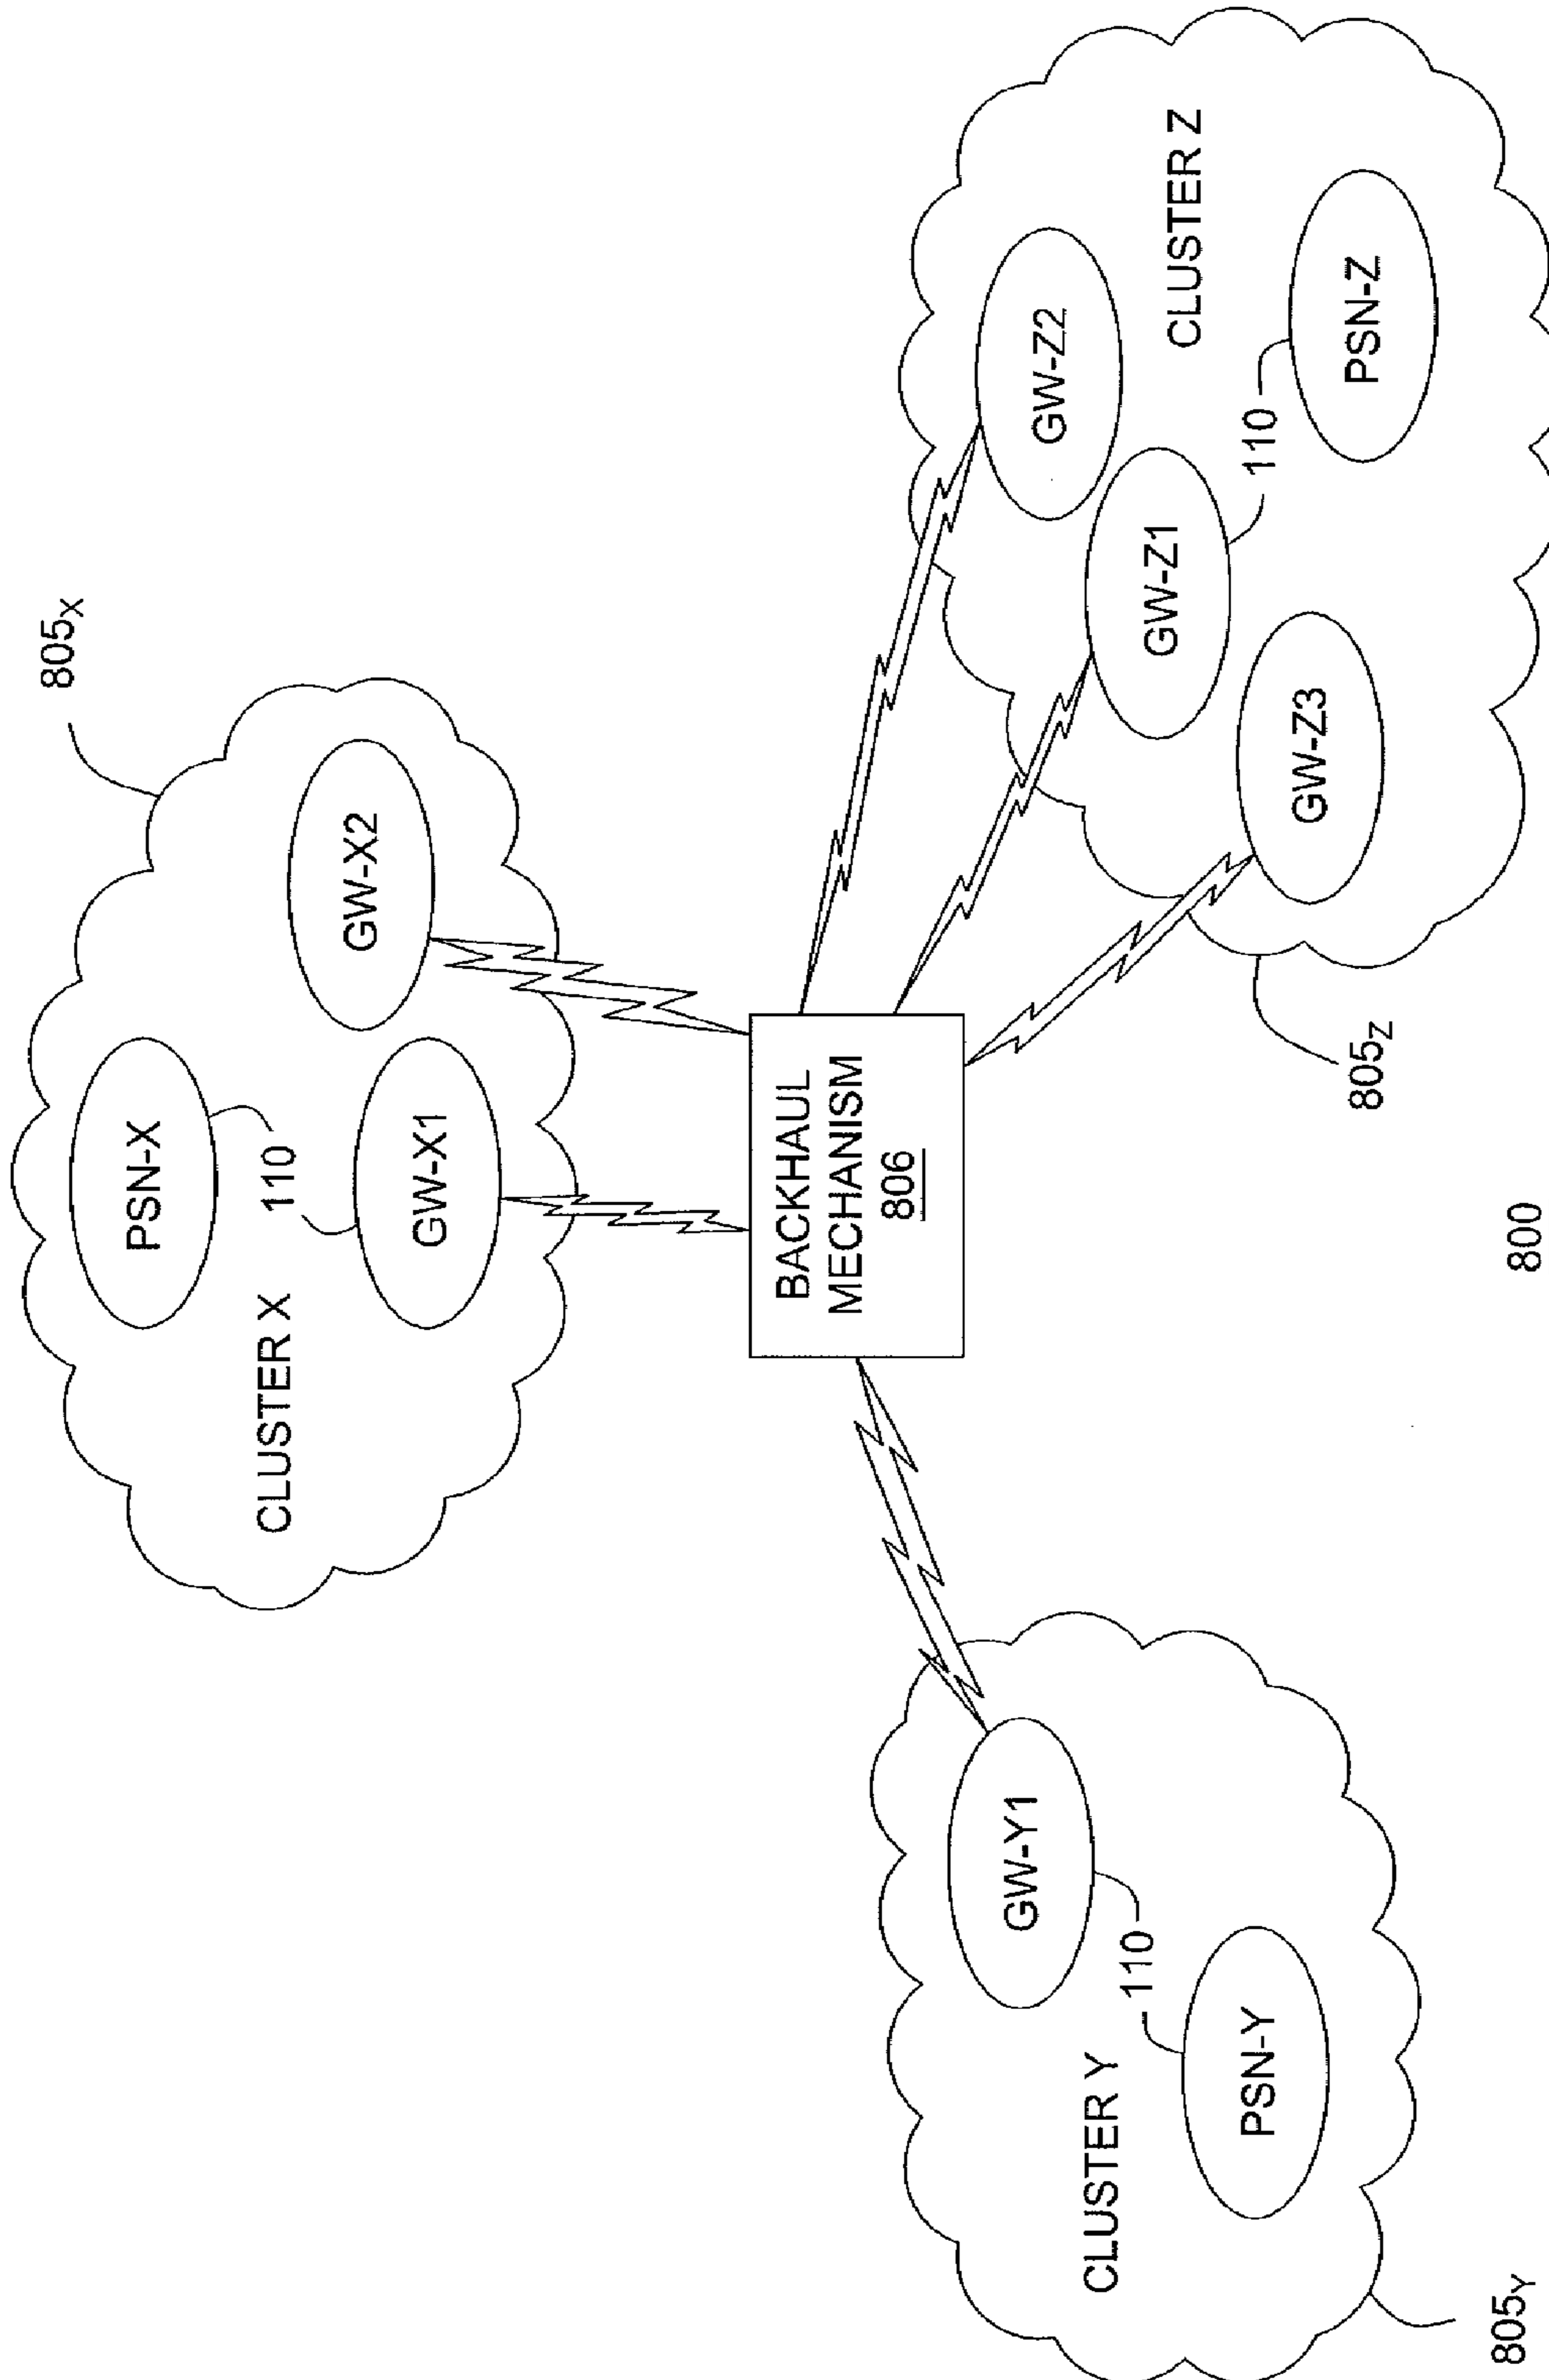 805X
PSN-X
110
GW-X1
GW-X2
CLUSTER X
BACKHAUL
MECHANISM
806
GW-Y1
110
PSN-Y
CLUSTER Y
805Y
GW-Z2
CLUSTER Z
GW-Z1
110
PSN-Z
GW-Z3
805Z
800